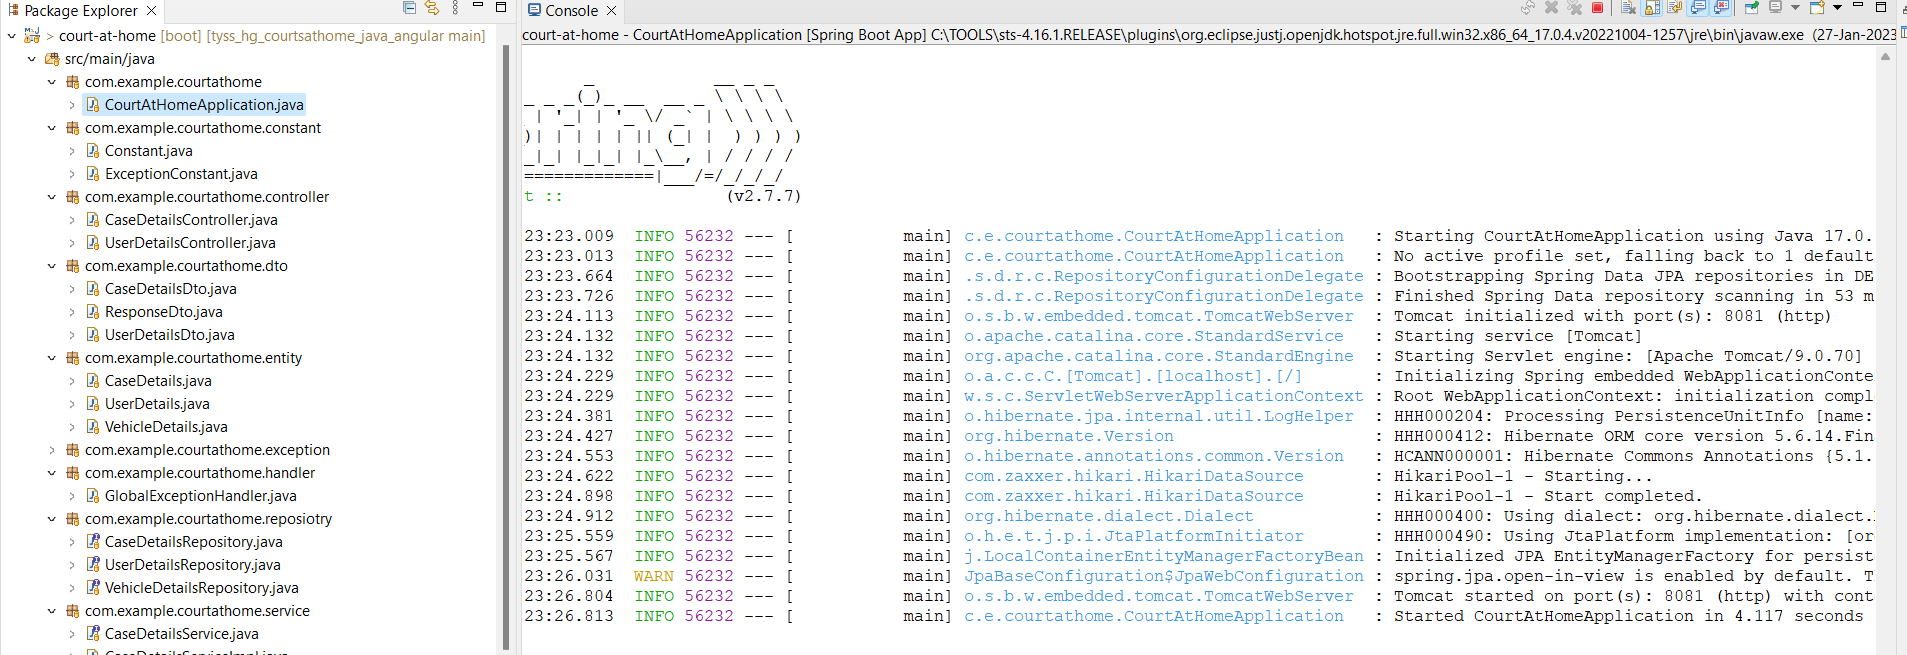 Package Explorer
court-at-home [boot] [tyss_hg_courtsathome_java_angular main]
src/main/java
com.example.courtathome
CourtAtHomeApplication.java
com.example.courtathome.constant
Constant.java
ExceptionConstant.java
com.example.courtathome.controller
CaseDetailsController.java
UserDetailsController.java
com.example.courtathome.dto
CaseDetailsDto.java
ResponseDto.java
UserDetailsDto.java
com.example.courtathome.entity
CaseDetails.java
UserDetails.java
VehicleDetails.java
com.example.courtathome.exception
com.example.courtathome.handler
GlobalExceptionHandler.java
com.example.courtathome.reposiotry
CaseDetailsRepository.java
UserDetailsRepository.java
VehicleDetailsRepository.java
com.example.courtathome.service
CaseDetailsService.java
Console
court-at-home - CourtAtHomeApplication [Spring Boot App] C:\TOOLS\sts-4.16.1.RELEASE\plugins\org.eclipse.justj.openjdk.hotspot.jre.full.win32.x86_64_17.0.4.v20221004-1257\jre\bin\javaw.exe (27-Jan-2023
t :: (v2.7.7)
23:23.009 INFO 56232 --- [ main] c.e.courtathome.CourtAtHomeApplication : Starting CourtAtHomeApplication using Java 17.0.
23:23.013 INFO 56232 --- [ main] c.e.courtathome.CourtAtHomeApplication : No active profile set, falling back to 1 default
23:23.664 INFO 56232 --- [ main] .s.d.r.c.RepositoryConfigurationDelegate : Bootstrapping Spring Data JPA repositories in DE
23:23.726 INFO 56232 --- [ main] .s.d.r.c.RepositoryConfigurationDelegate : Finished Spring Data repository scanning in 53 m
23:24.113 INFO 56232 --- [ main] o.s.b.w.embedded.tomcat.TomcatWebServer : Tomcat initialized with port(s): 8081 (http)
23:24.132 INFO 56232 --- [ main] o.apache.catalina.core.StandardService : Starting service [Tomcat]
23:24.132 INFO 56232 --- [ main] org.apache.catalina.core.StandardEngine : Starting Servlet engine: [Apache Tomcat/9.0.70]
23:24.229 INFO 56232 --- [ main] o.a.c.c.C.[Tomcat].[localhost].[/] : Initializing Spring embedded WebApplicationConte
23:24.229 INFO 56232 --- [ main] w.s.c.ServletWebServerApplicationContext : Root WebApplicationContext: initialization compl
23:24.381 INFO 56232 --- [ main] o.hibernate.jpa.internal.util.LogHelper : HHH000204: Processing PersistenceUnitInfo [name:
23:24.427 INFO 56232 --- [ main] org.hibernate.Version : HHH000412: Hibernate ORM core version 5.6.14.Fin
23:24.553 INFO 56232 --- [ main] o.hibernate.annotations.common.Version : HCANN000001: Hibernate Commons Annotations {5.1.
23:24.622 INFO 56232 --- [ main] com.zaxxer.hikari.HikariDataSource : HikariPool-1 - Starting...
23:24.898 INFO 56232 --- [ main] com.zaxxer.hikari.HikariDataSource : HikariPool-1 - Start completed.
23:24.912 INFO 56232 --- [ main] org.hibernate.dialect.Dialect : HHH000400: Using dialect: org.hibernate.dialect.
23:25.559 INFO 56232 --- [ main] o.h.e.t.j.p.i.JtaPlatformInitiator : HHH000490: Using JtaPlatform implementation: [or
23:25.567 INFO 56232 --- [ main] j.LocalContainerEntityManagerFactoryBean : Initialized JPA EntityManagerFactory for persist
23:26.031 WARN 56232 --- [ main] JpaBaseConfiguration$JpaWebConfiguration : spring.jpa.open-in-view is enabled by default. T
23:26.804 INFO 56232 --- [ main] o.s.b.w.embedded.tomcat.TomcatWebServer : Tomcat started on port(s): 8081 (http) with cont
23:26.813 INFO 56232 --- [ main] c.e.courtathome.CourtAtHomeApplication : Started CourtAtHomeApplication in 4.117 seconds